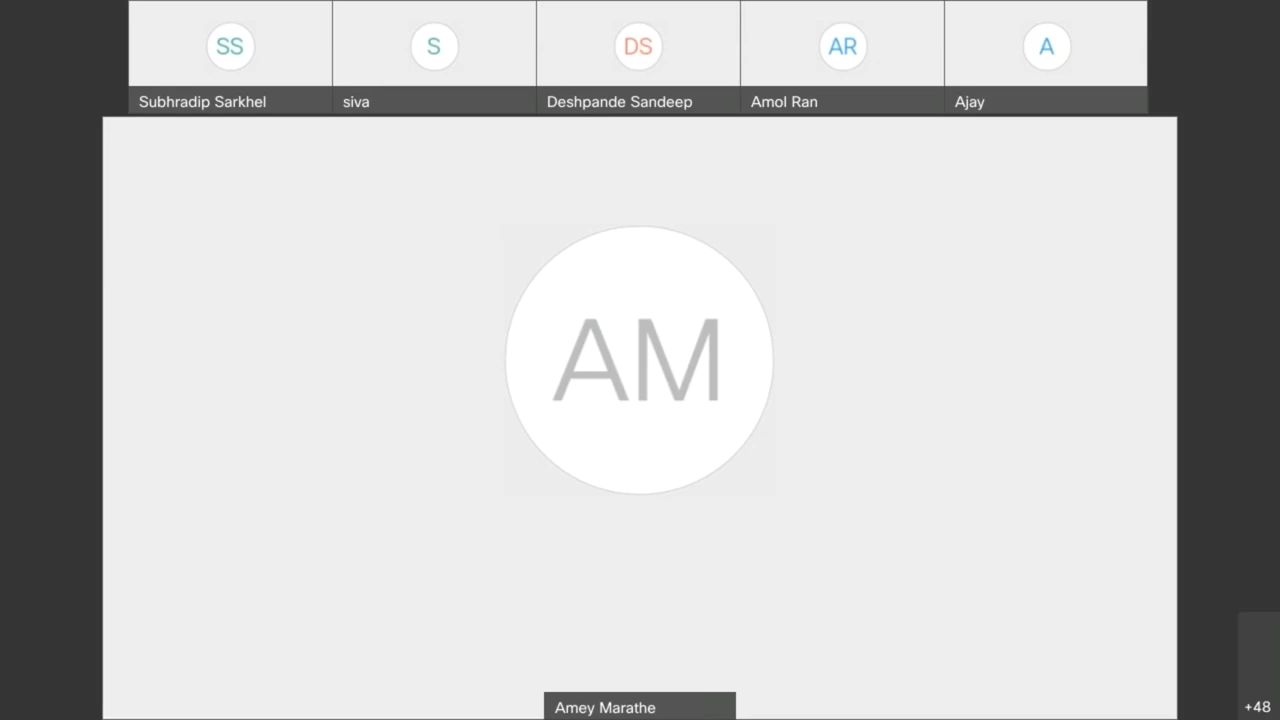 SS
S
DS
AR
A
Subhradip Sarkhel
siva
Deshpande Sandeep
Amol Ran
Ajay
AM
Amey Marathe
+48